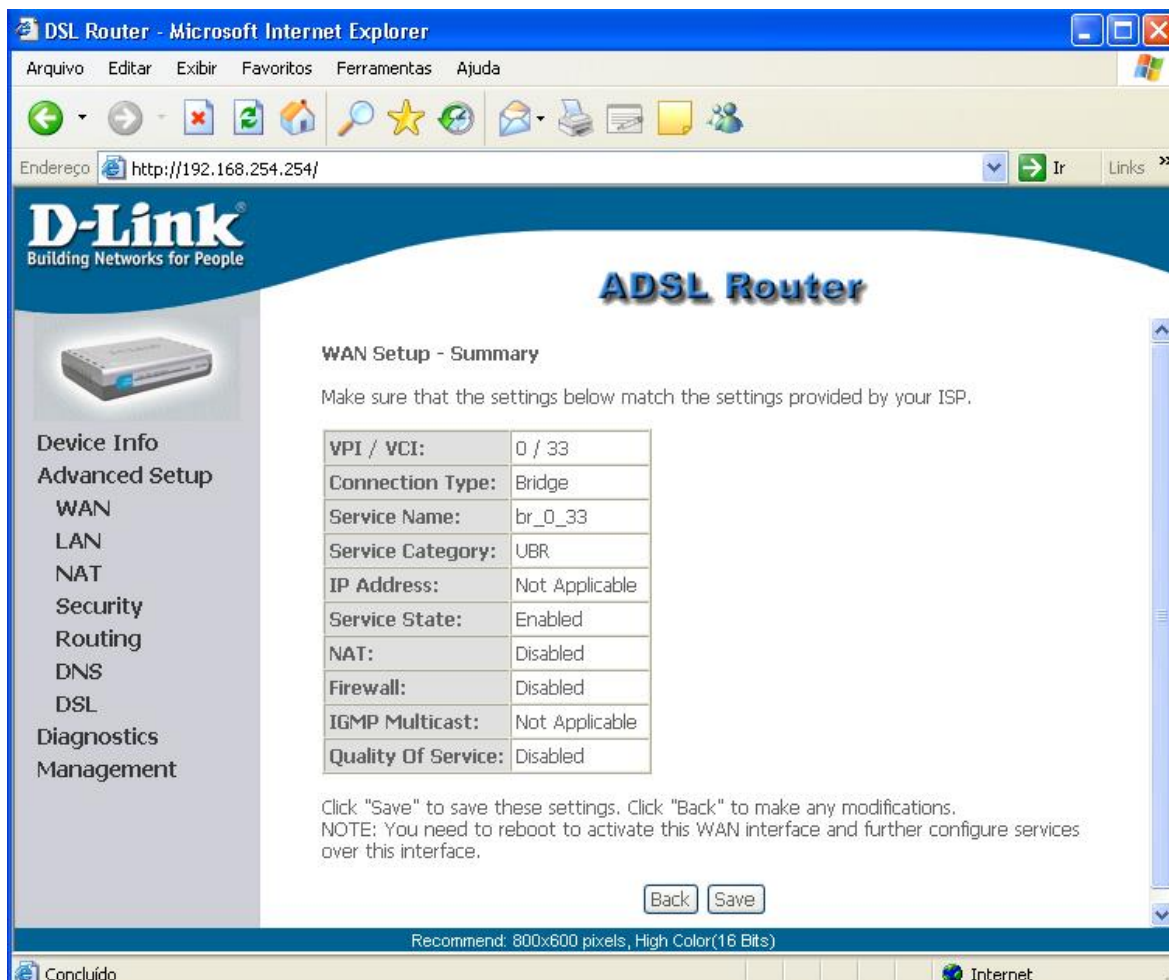 DSL Router - Microsoft Internet Explorer
Arquivo Editar Exibir Favoritos Ferramentas Ajuda
Endereço http://192.168.254.254/ Ir Links »
D-Link®
Building Networks for People
ADSL Router
Device Info
Advanced Setup
WAN
LAN
NAT
Security
Routing
DNS
DSL
Diagnostics
Management
WAN Setup - Summary
Make sure that the settings below match the settings provided by your ISP.
VPI / VCI: 0 / 33
Connection Type: Bridge
Service Name: br_0_33
Service Category: UBR
IP Address: Not Applicable
Service State: Enabled
NAT: Disabled
Firewall: Disabled
IGMP Multicast: Not Applicable
Quality Of Service: Disabled
Click "Save" to save these settings. Click "Back" to make any modifications.
NOTE: You need to reboot to activate this WAN interface and further configure services
over this interface.
Back Save
Recommend: 800x600 pixels, High Color(16 Bits)
Concluído Internet